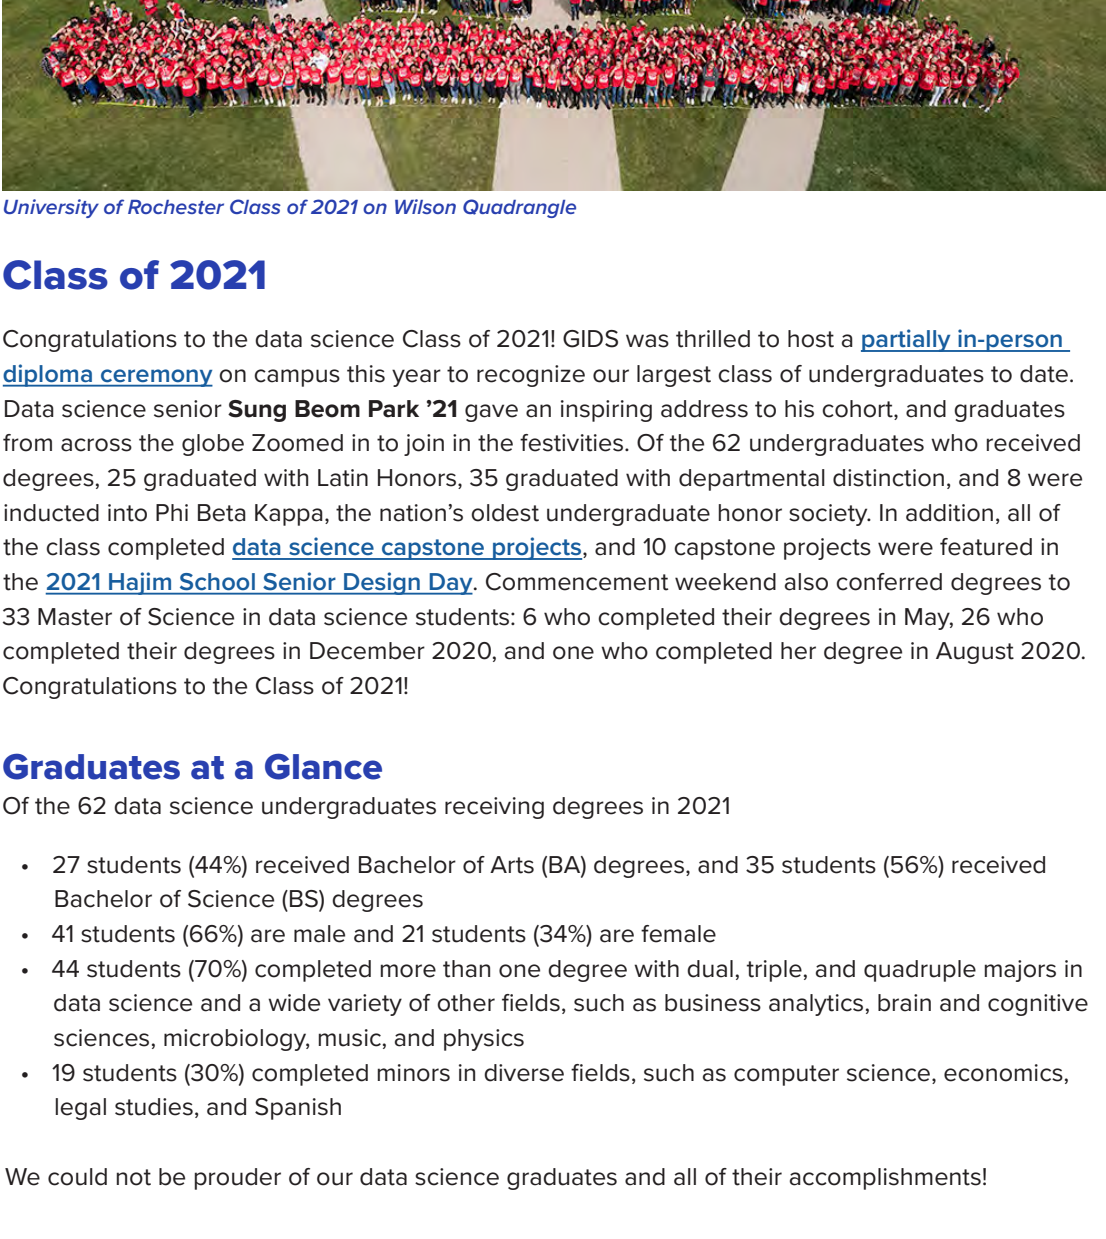 University of Rochester Class of 2021 on Wilson Quadrangle
Class of 2021
Congratulations to the data science Class of 2021! GIDS was thrilled to host a partially in-person
diploma ceremony on campus this year to recognize our largest class of undergraduates to date.
Data science senior Sung Beom Park ’21 gave an inspiring address to his cohort, and graduates
from across the globe Zoomed in to join in the festivities. Of the 62 undergraduates who received
degrees, 25 graduated with Latin Honors, 35 graduated with departmental distinction, and 8 were
inducted into Phi Beta Kappa, the nation’s oldest undergraduate honor society. In addition, all of
the class completed data science capstone projects, and 10 capstone projects were featured in
the 2021 Hajim School Senior Design Day. Commencement weekend also conferred degrees to
33 Master of Science in data science students: 6 who completed their degrees in May, 26 who
completed their degrees in December 2020, and one who completed her degree in August 2020.
Congratulations to the Class of 2021!
Graduates at a Glance
Of the 62 data science undergraduates receiving degrees in 2021
• 27 students (44%) received Bachelor of Arts (BA) degrees, and 35 students (56%) received
Bachelor of Science (BS) degrees
• 41 students (66%) are male and 21 students (34%) are female
• 44 students (70%) completed more than one degree with dual, triple, and quadruple majors in
data science and a wide variety of other fields, such as business analytics, brain and cognitive
sciences, microbiology, music, and physics
• 19 students (30%) completed minors in diverse fields, such as computer science, economics,
legal studies, and Spanish
We could not be prouder of our data science graduates and all of their accomplishments!